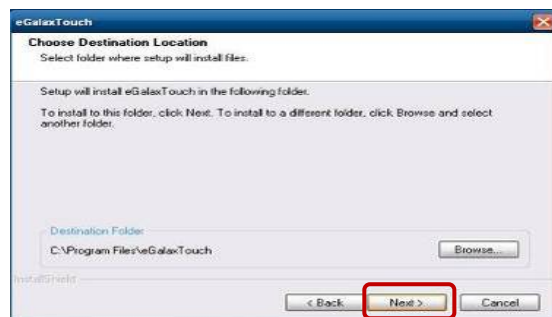 eGalaxTouch
Choose Destination Location
Select folder where setup will install files.
Setup will install eGalaxTouch in the following folder.
To install to this folder, click Next. To install to a different folder, click Browse and select
another folder.
Destination Folder
C:\Program Files\eGalaxTouch
Browse...
InstallShield
< Back
Next >
Cancel